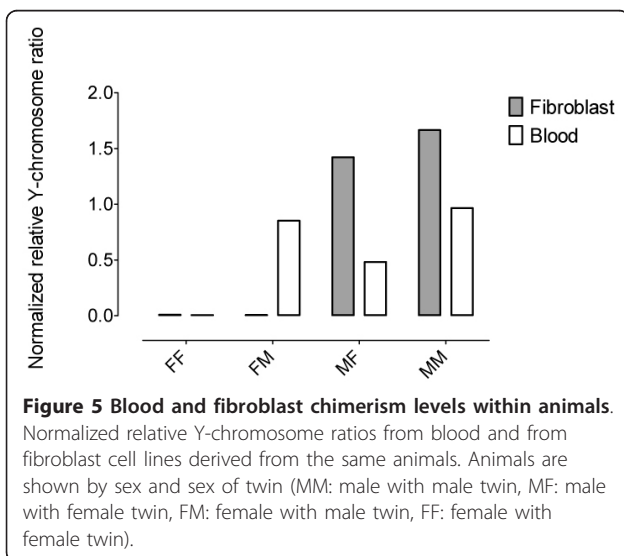 Normalized relative Y-chromosome ratio
2.0
1.5
1.0
0.5
0.0
Fibroblast
Blood
FF
FM
MF
MM
Figure 5 Blood and fibroblast chimerism levels within animals.
Normalized relative Y-chromosome ratios from blood and from
fibroblast cell lines derived from the same animals. Animals are
shown by sex and sex of twin (MM: male with male twin, MF: male
with female twin, FM: female with male twin, FF: female with
female twin).